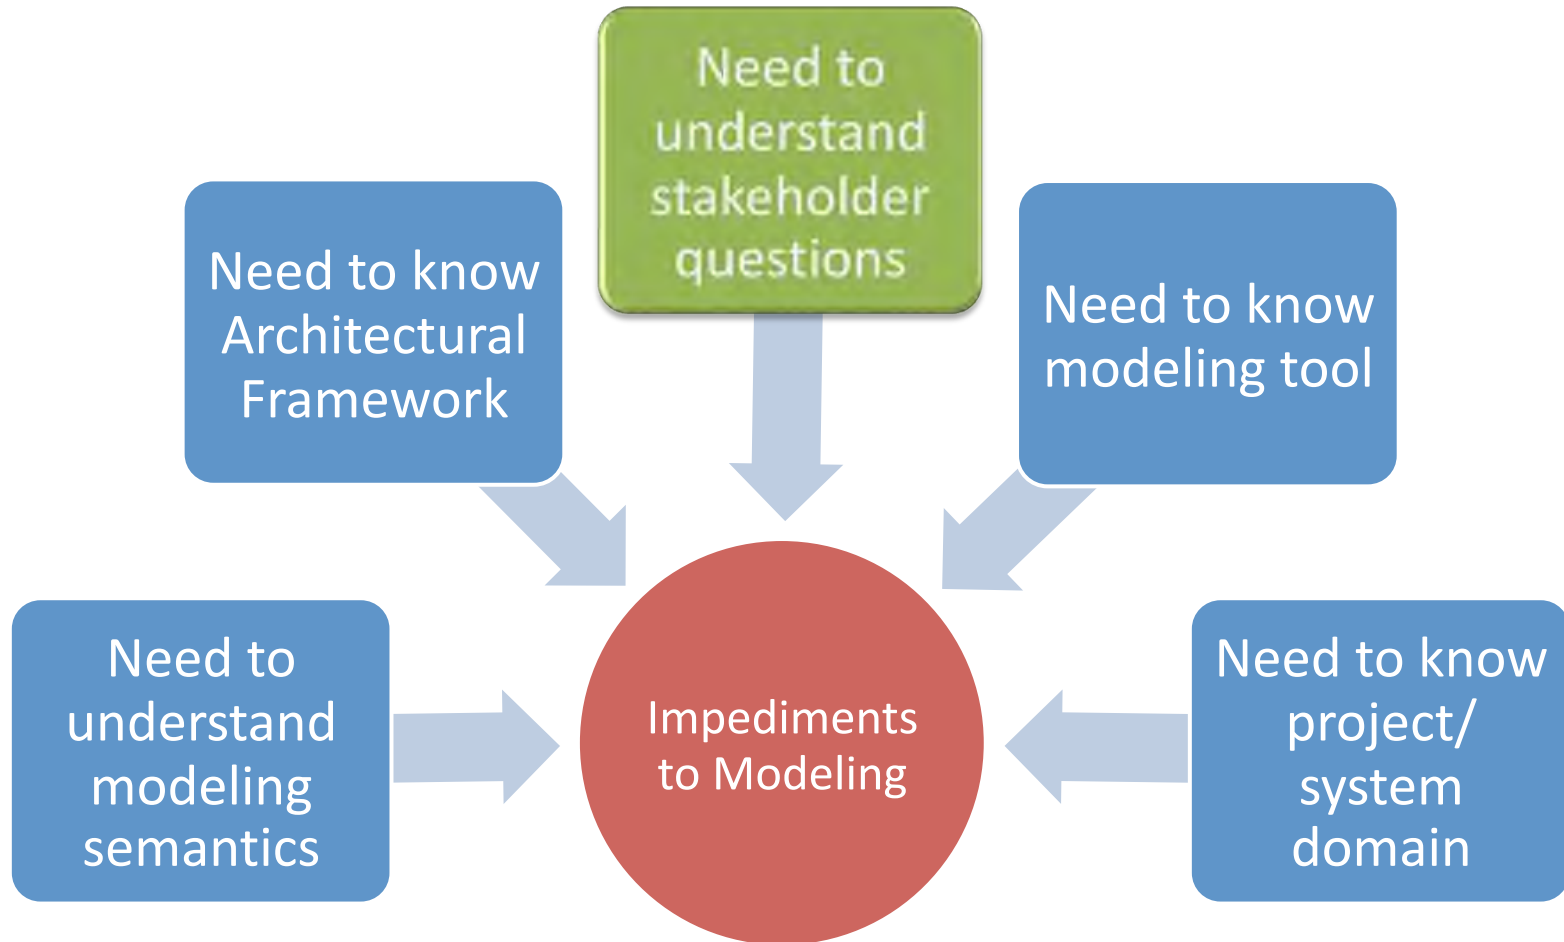 Need to
understand
stakeholder
questions
Need to know
Architectural
Framework
Need to know
modeling tool
Need to
understand
modeling
semantics
Impediments
to Modeling
Need to know
project/
system
domain